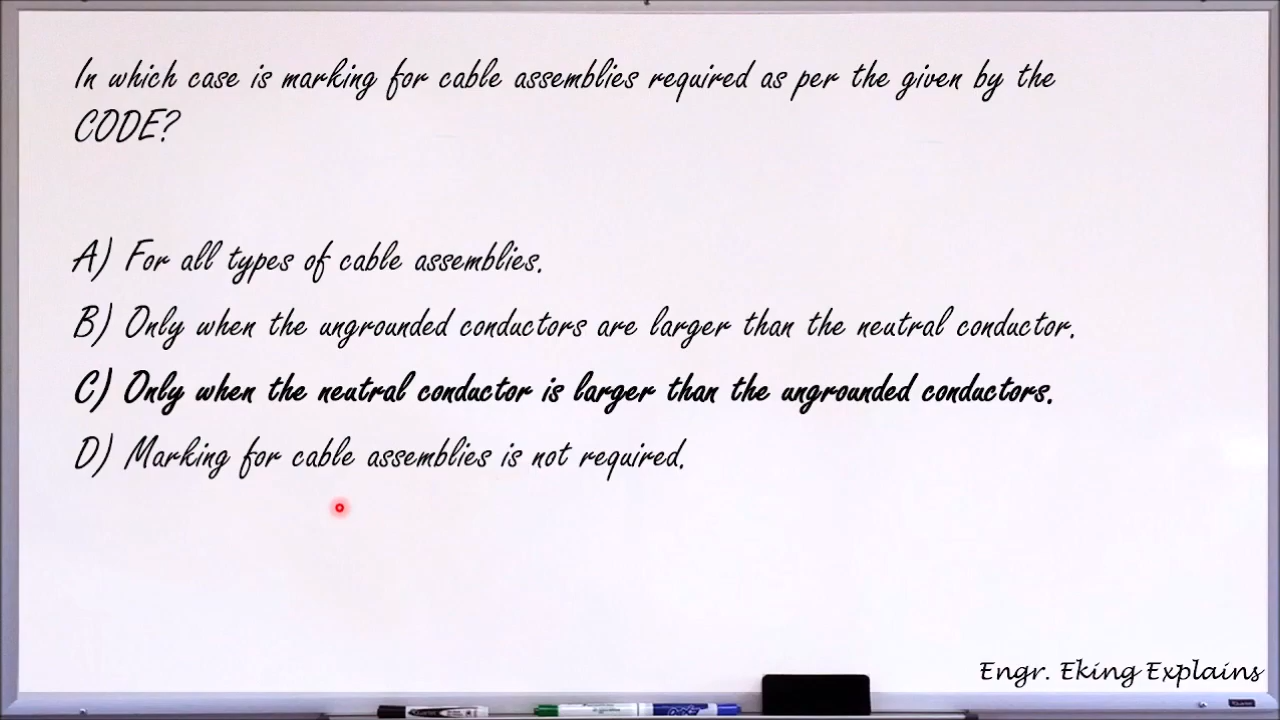 In which case is marking for cable assemblies required as per the given by the
CODE?
A) For all types of cable assemblies.
B) Only when the ungrounded conductors are larger than the neutral conductor.
C) Only when the neutral conductor is larger than the ungrounded conductors.
D) Marking for cable assemblies is not required.
Engr. Eking Explains